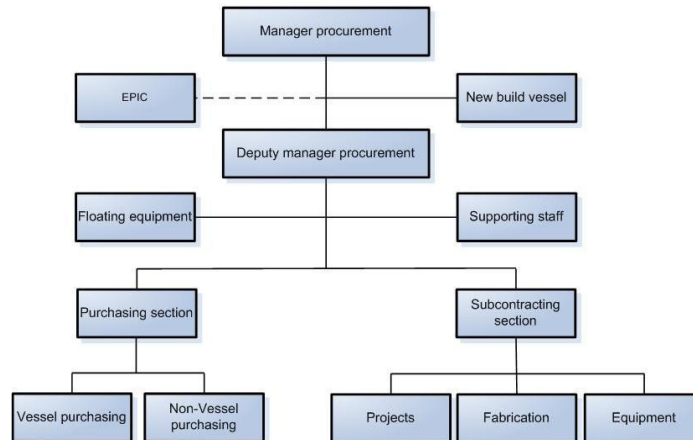 Manager procurement
EPIC
New build vessel
Deputy manager procurement
Floating equipment
Supporting staff
Purchasing section
Subcontracting
section
Vessel purchasing
Non-Vessel
purchasing
Projects
Fabrication
Equipment